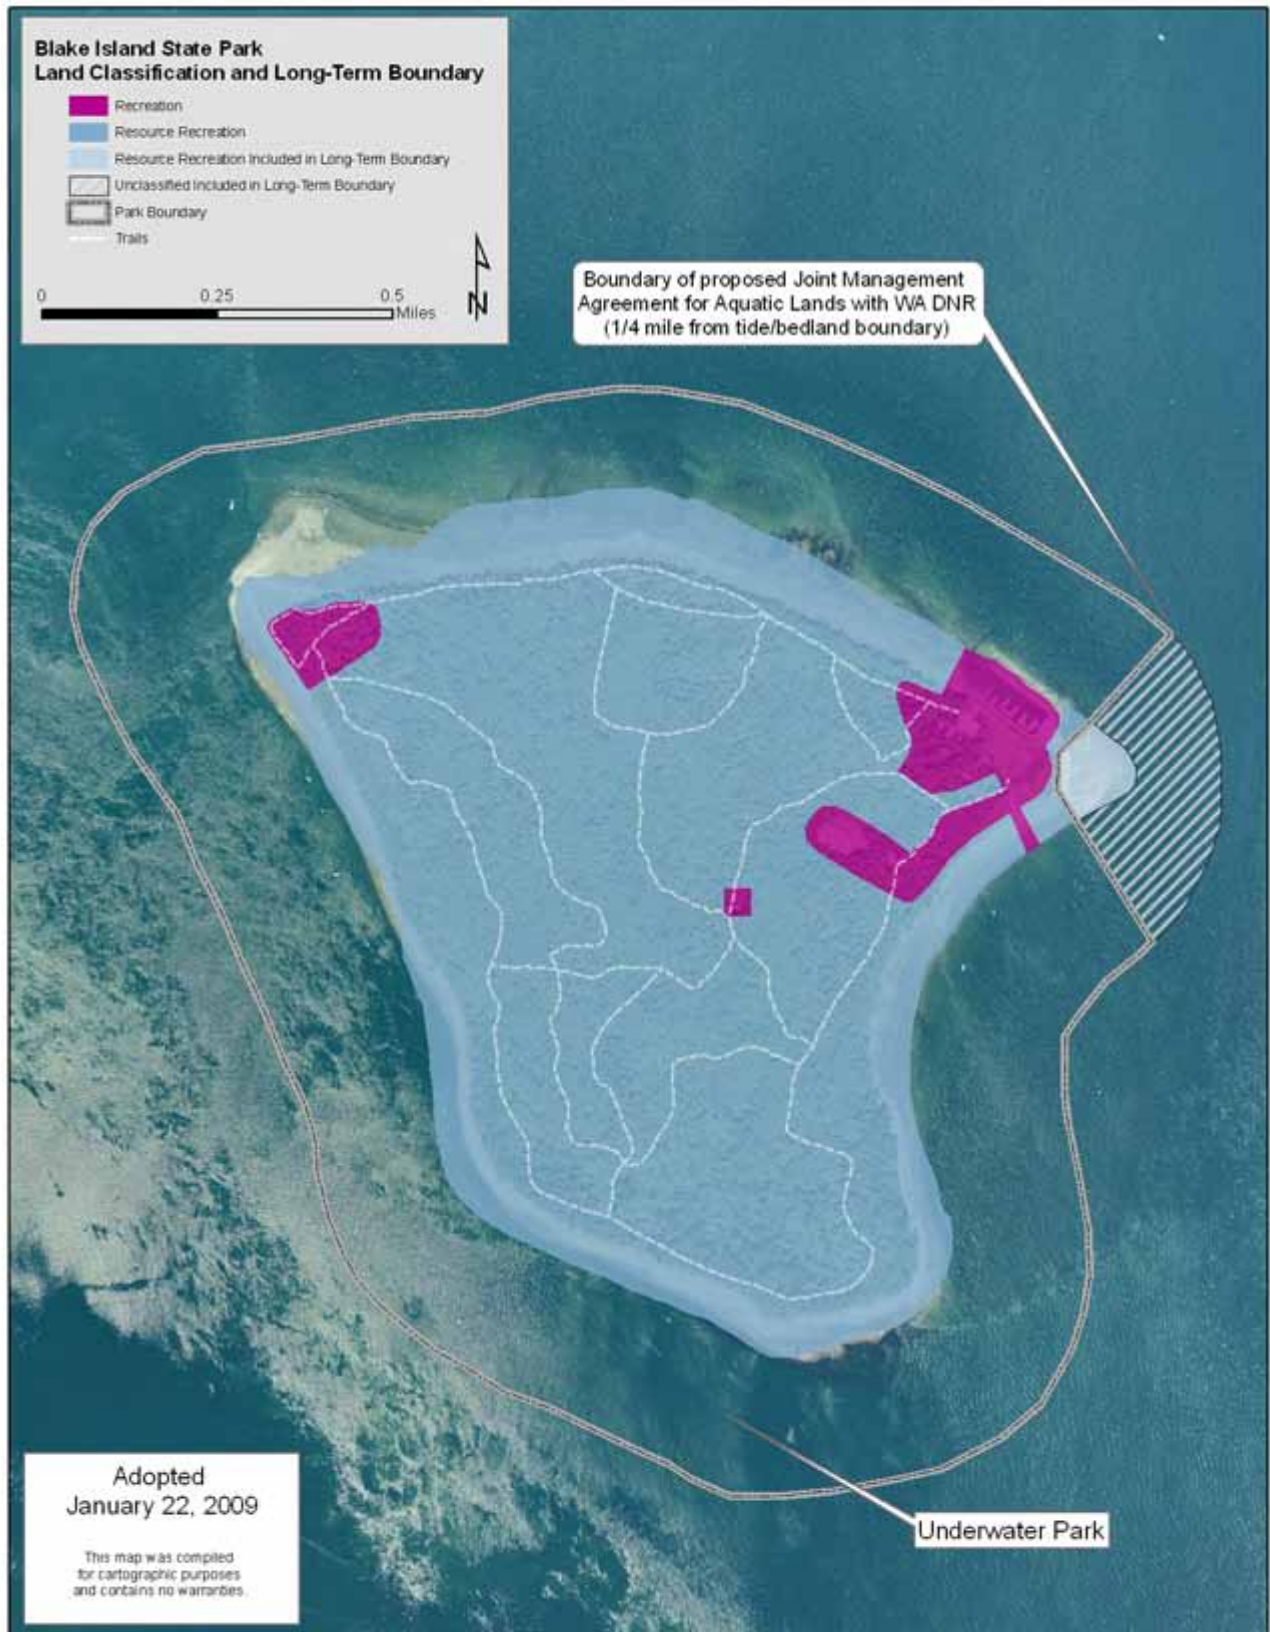 Blake Island State Park
Land Classification and Long-Term Boundary
Recreation
Resource Recreation
Resource Recreation Included in Long-Term Boundary
Unclassified Included in Long-Term Boundary
Park Boundary
Trails
0 0.25 0.5
Miles
N
Boundary of proposed Joint Management
Agreement for Aquatic Lands with WA DNR
(1/4 mile from tide/bedland boundary)
Adopted
January 22, 2009
This map was compiled
for cartographic purposes
and contains no warranties.
Underwater Park